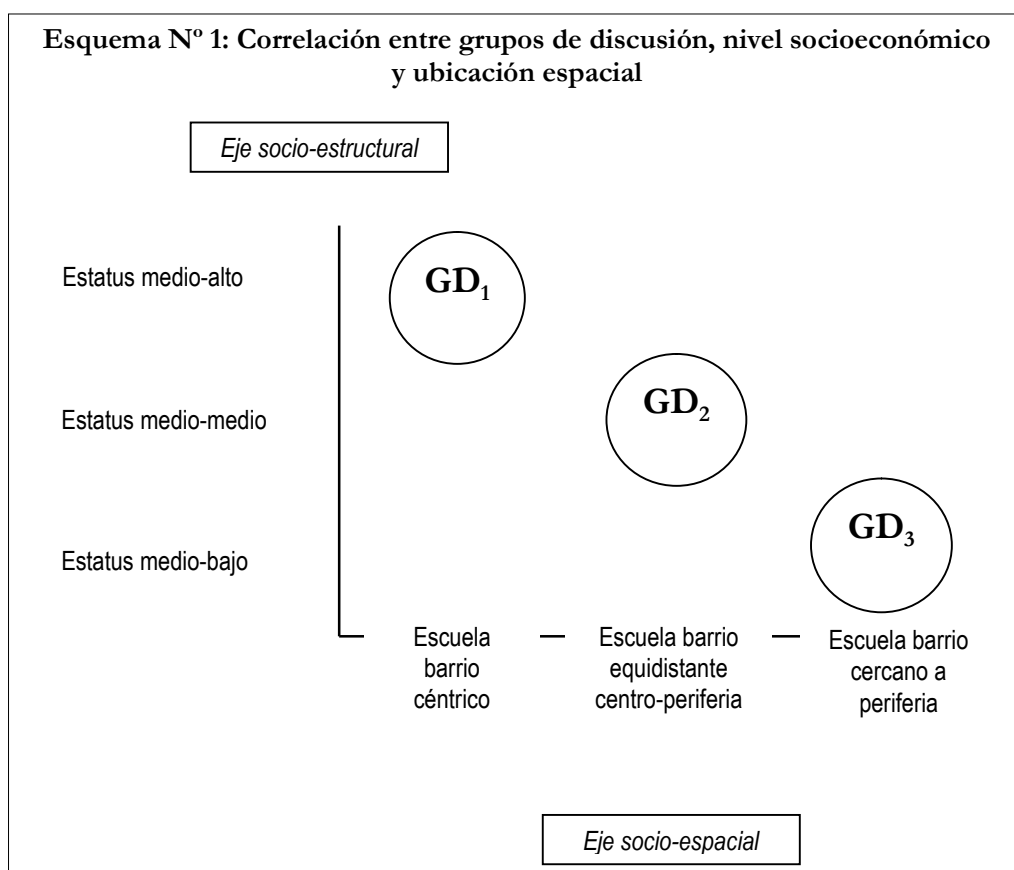 Esquema Nº 1: Correlación entre grupos de discusión, nivel socioeconómico
y ubicación espacial
Eje socio-estructural
Estatus medio-alto
GD₁
Estatus medio-medio
GD₂
Estatus medio-bajo
GD₃
Escuela
barrio
céntrico
Escuela barrio
equidistante
centro-periferia
Escuela barrio
cercano a
periferia
Eje socio-espacial